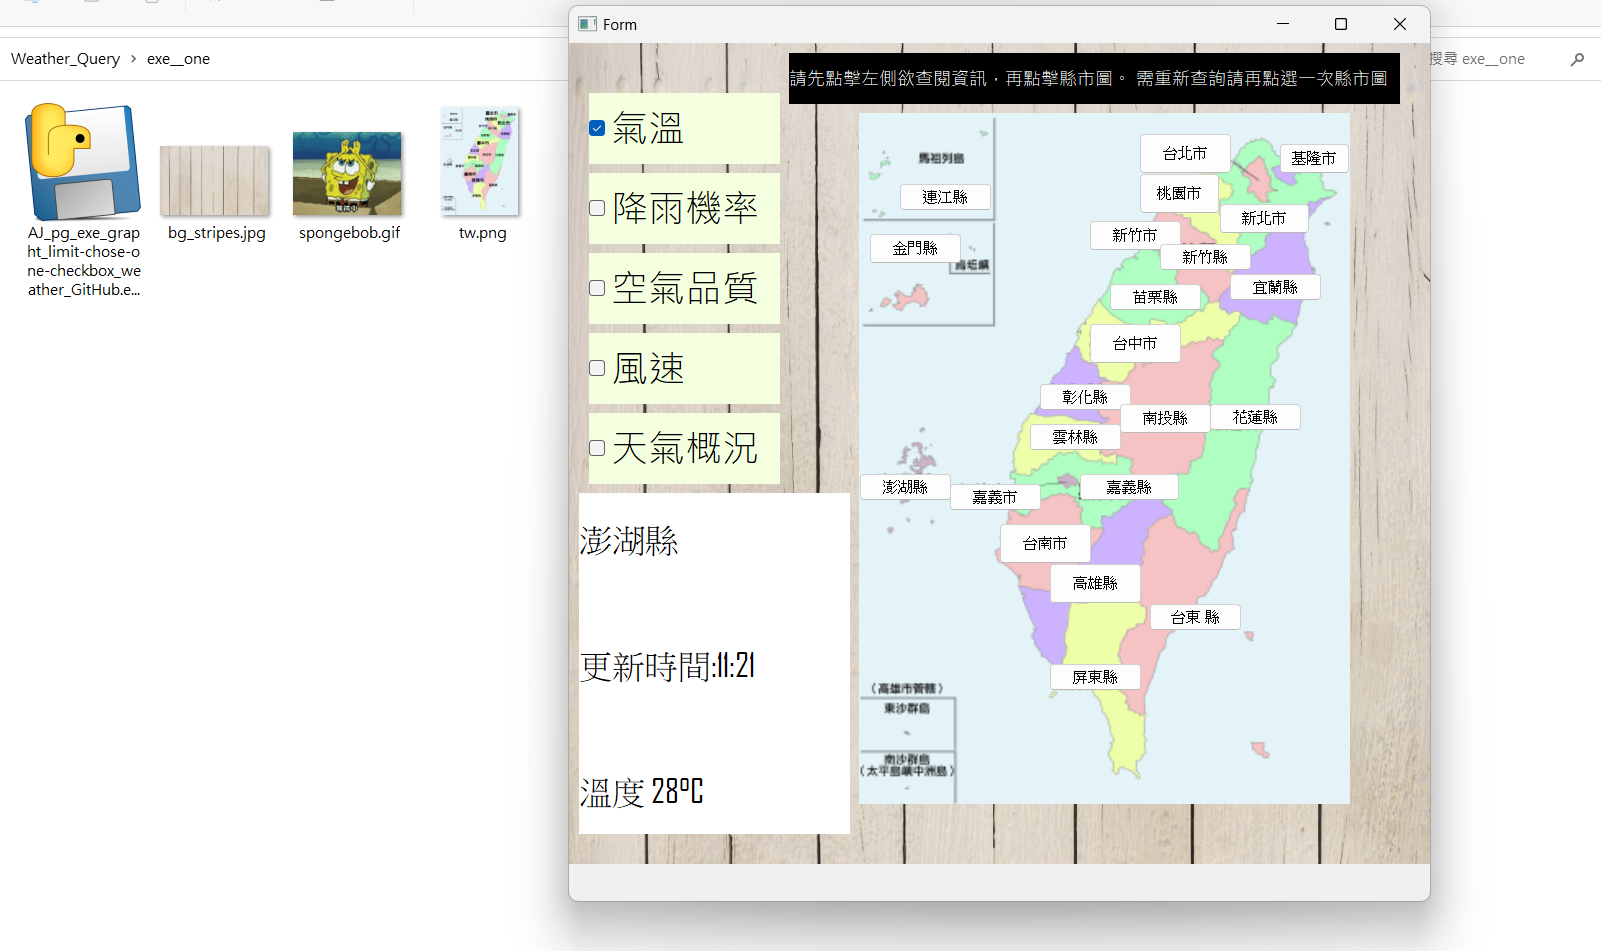 Weather_Query › exe__one
搜尋 exe__one
AJ_pg_exe_grap
ht_limit-chose-o
ne-checkbox_we
ather_GitHub.e...
bg_stripes.jpg
spongebob.gif
tw.png
Form
請先點擊左側欲查閱資訊，再點擊縣市圖。 需重新查詢請再點選一次縣市圖
氣溫
降雨機率
空氣品質
風速
天氣概況
澎湖縣
更新時間:11:21
溫度 28°C
馬祖列島
連江縣
金門縣
烏坵嶼
台北市
基隆市
桃園市
新北市
新竹市
新竹縣
宜蘭縣
苗栗縣
台中市
彰化縣
南投縣
花蓮縣
雲林縣
澎湖縣
嘉義市
嘉義縣
台南市
高雄縣
台東 縣
屏東縣
（高雄市管轄）
東沙群島
南沙群島
（太平島嶼中洲島）